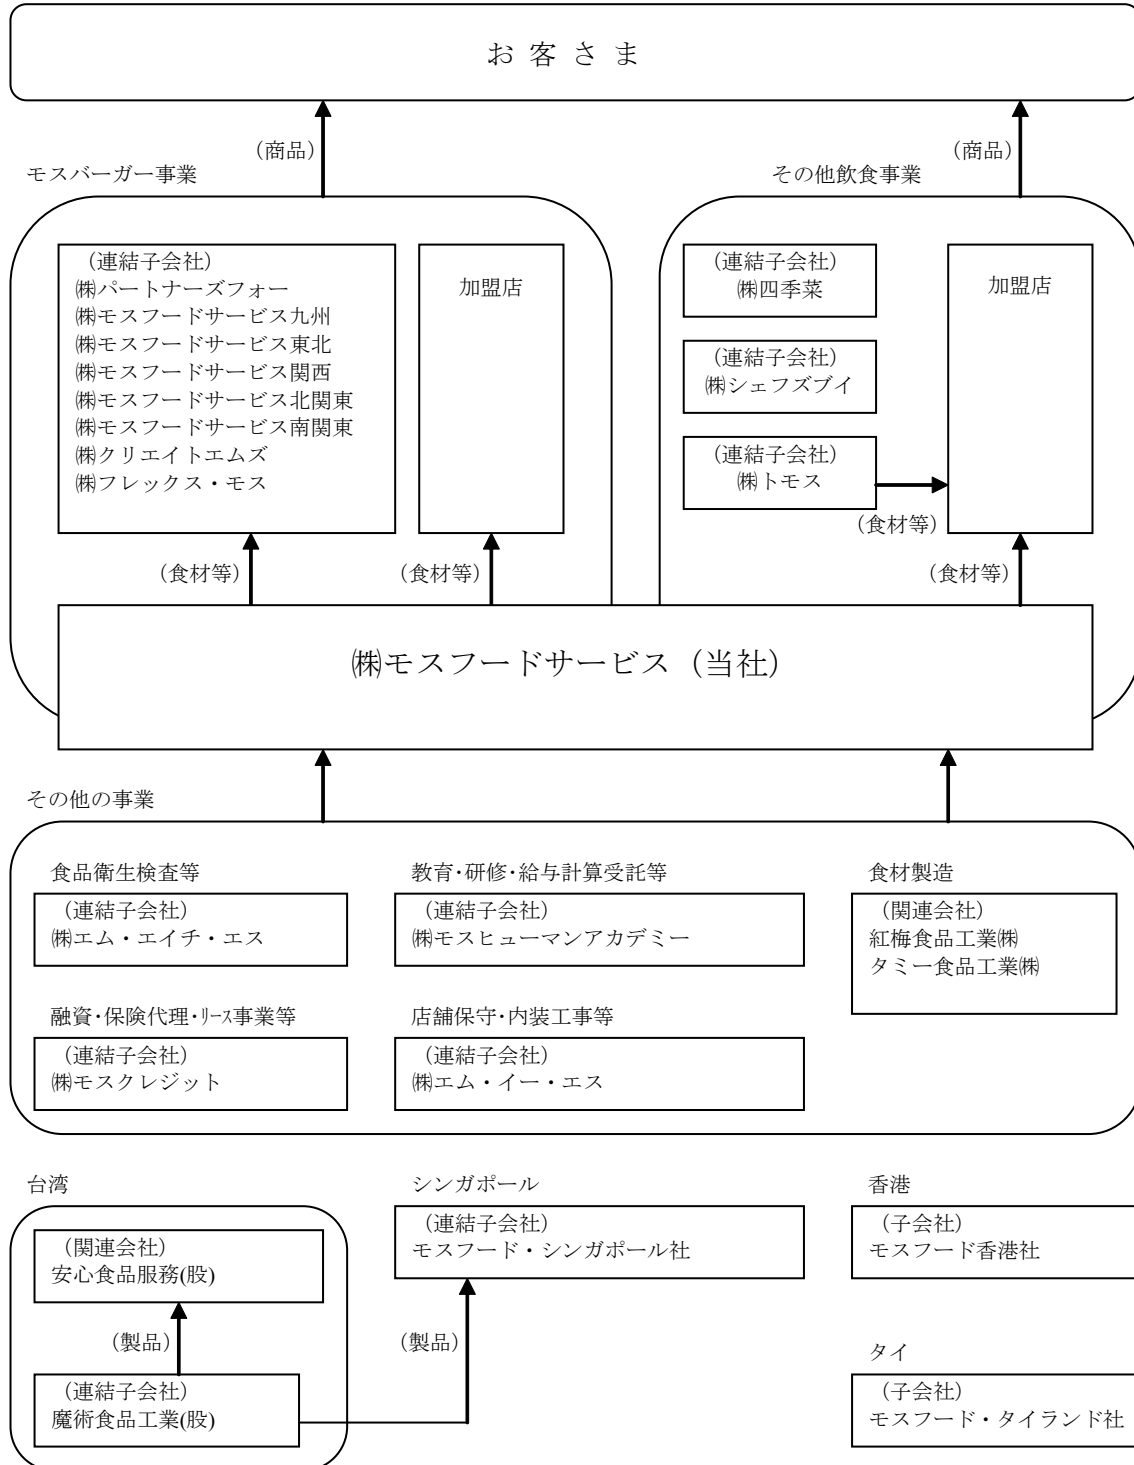 お 客 さ ま
（商品）
（商品）
モスバーガー事業
その他飲食事業
（連結子会社）
㈱パートナーズフォー
㈱モスフードサービス九州
㈱モスフードサービス東北
㈱モスフードサービス関西
㈱モスフードサービス北関東
㈱モスフードサービス南関東
㈱クリエイトエムズ
㈱フレックス・モス
加盟店
（連結子会社）
㈱四季菜
（連結子会社）
㈱シェフズブイ
（連結子会社）
㈱トモス
加盟店
（食材等）
（食材等）
（食材等）
（食材等）
㈱モスフードサービス（当社）
その他の事業
食品衛生検査等
（連結子会社）
㈱エム・エイチ・エス
教育･研修･給与計算受託等
（連結子会社）
㈱モスヒューマンアカデミー
食材製造
（関連会社）
紅梅食品工業㈱
タミー食品工業㈱
融資･保険代理･ﾘｰｽ事業等
（連結子会社）
㈱モスクレジット
店舗保守･内装工事等
（連結子会社）
㈱エム・イー・エス
台湾
（関連会社）
安心食品服務(股)
（製品）
（連結子会社）
魔術食品工業(股)
シンガポール
（連結子会社）
モスフード・シンガポール社
（製品）
香港
（子会社）
モスフード香港社
タイ
（子会社）
モスフード・タイランド社